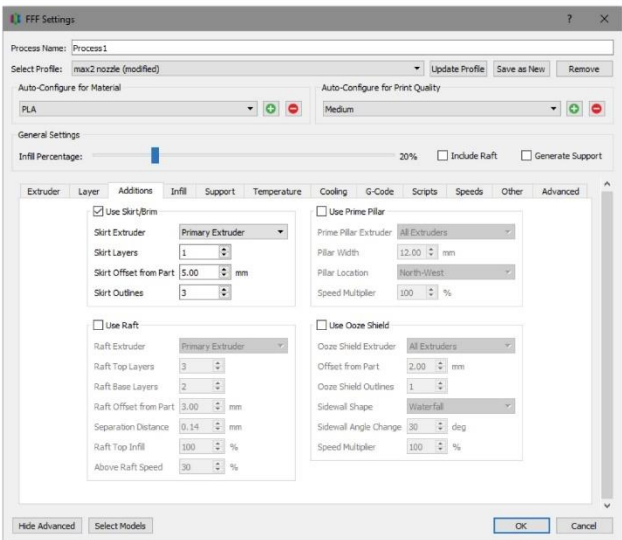 FFF Settings ? ×
Process Name: Process1
Select Profile: max2 nozzle (modified) Update Profile Save as New Remove
Auto-Configure for Material Auto-Configure for Print Quality
PLA Medium
General Settings
Infill Percentage: 20% Include Raft Generate Support
Extruder Layer Additions Infill Support Temperature Cooling G-Code Scripts Speeds Other Advanced
Use Skirt/Brim Use Prime Pillar
Skirt Extruder Primary Extruder Prime Pillar Extruder All Extruders
Skirt Layers 1 Pillar Width 12.00 mm
Skirt Offset from Part 5.00 mm Pillar Location North-West
Skirt Outlines 3 Speed Multiplier 100 %
Use Raft Use Ooze Shield
Raft Extruder Primary Extruder Ooze Shield Extruder All Extruders
Raft Top Layers 3 Offset from Part 2.00 mm
Raft Base Layers 2 Ooze Shield Outlines 1
Raft Offset from Part 3.00 mm Sidewall Shape Waterfall
Separation Distance 0.14 mm Sidewall Angle Change 30 deg
Raft Top Infill 100 % Speed Multiplier 100 %
Above Raft Speed 30 %
Hide Advanced Select Models OK Cancel